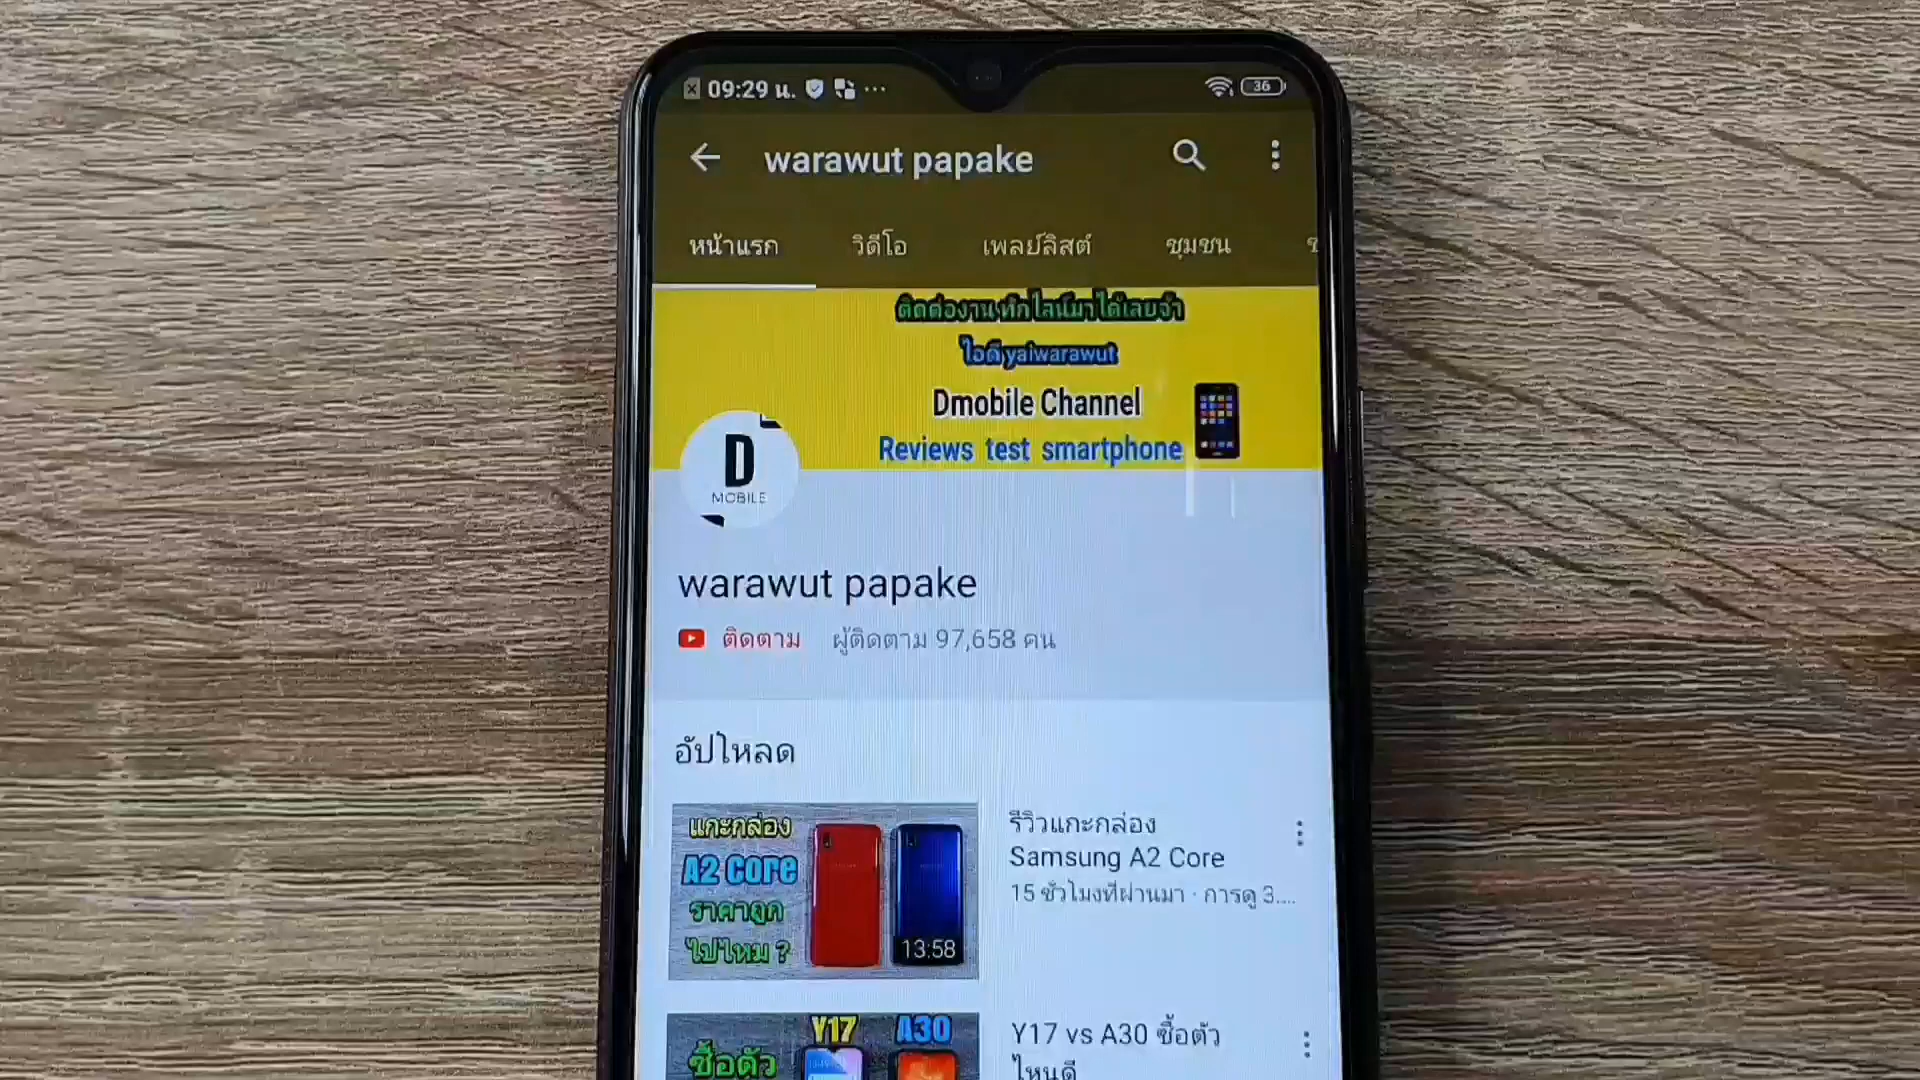 09:29 น.
36
warawut papake
หน้าแรก วิดีโอ เพลย์ลิสต์ ชุมชน
ติดต่องาน ทักไลน์มาได้เลยจ้า
ไอดี yaiwarawut
Dmobile Channel
Reviews test smartphone
D
MOBILE
warawut papake
ติดตาม ผู้ติดตาม 97,658 คน
อัปโหลด
แกะกล่อง
A2 Core
ราคาถูก
ไปไหม ?
13:58
รีวิวแกะกล่อง
Samsung A2 Core
15 ชั่วโมงที่ผ่านมา · การดู 3....
Y17 A30
ซื้อตัว
Y17 vs A30 ซื้อตัว
ไหนดี